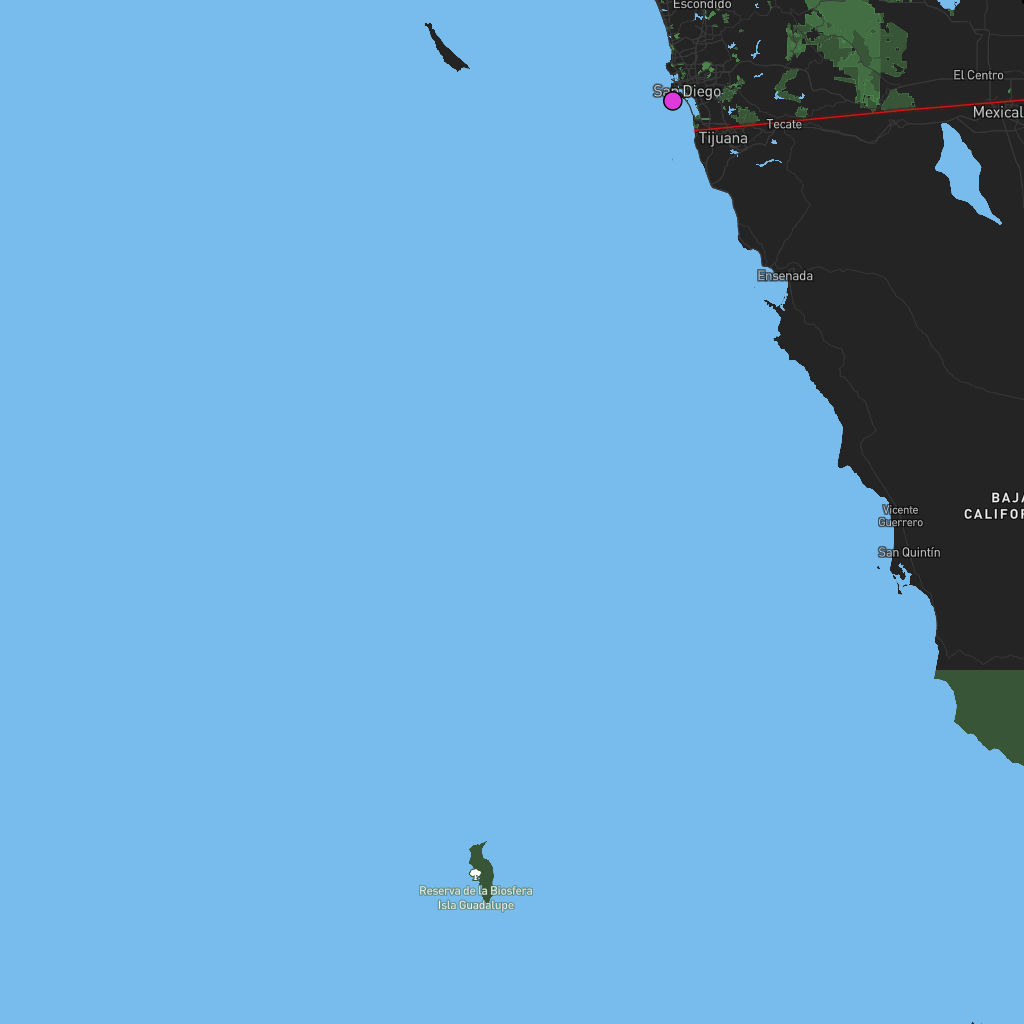 Escondido
El Centro
San Diego
Mexical
Tecate
Tijuana
Ensenada
BAJA
CALIFOR
Vicente
Guerrero
San Quintín
Reserva de la Biosfera
Isla Guadalupe